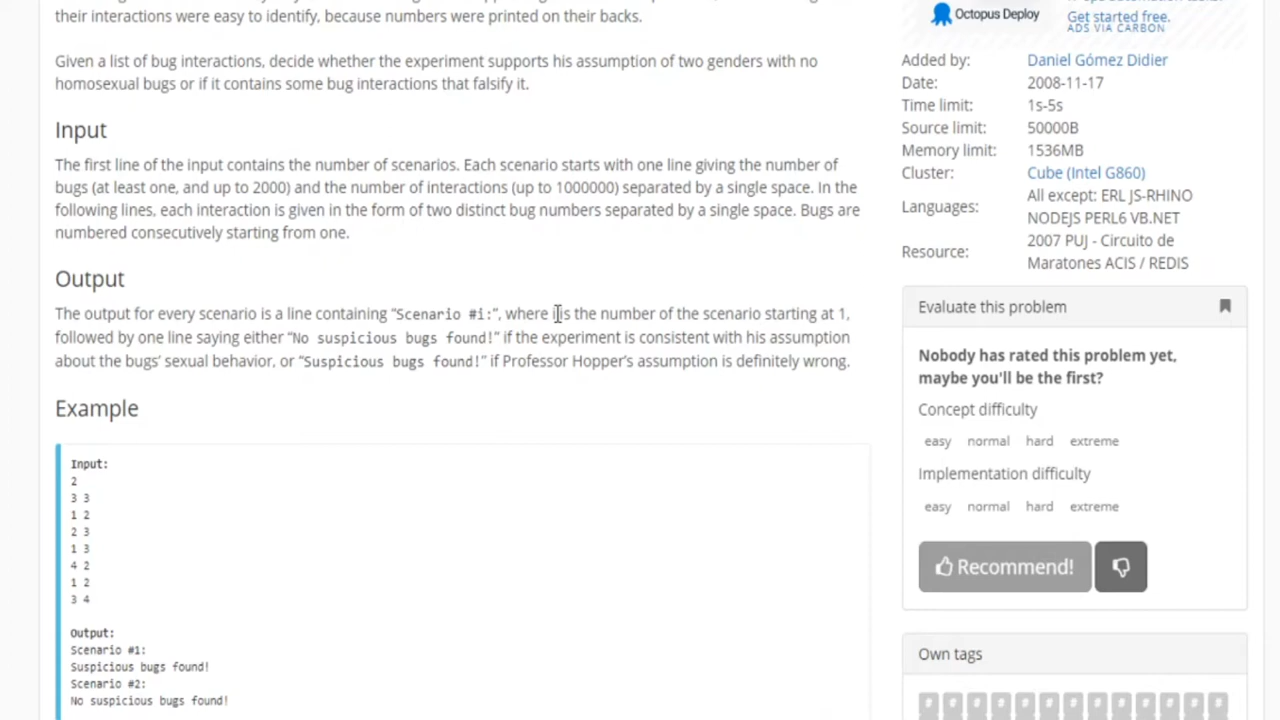 their interactions were easy to identify, because numbers were printed on their backs.
Given a list of bug interactions, decide whether the experiment supports his assumption of two genders with no
homosexual bugs or if it contains some bug interactions that falsify it.
Input
The first line of the input contains the number of scenarios. Each scenario starts with one line giving the number of
bugs (at least one, and up to 2000) and the number of interactions (up to 1000000) separated by a single space. In the
following lines, each interaction is given in the form of two distinct bug numbers separated by a single space. Bugs are
numbered consecutively starting from one.
Output
The output for every scenario is a line containing "Scenario #i:", where i is the number of the scenario starting at 1,
followed by one line saying either "No suspicious bugs found!" if the experiment is consistent with his assumption
about the bugs' sexual behavior, or "Suspicious bugs found!" if Professor Hopper's assumption is definitely wrong.
Example
Input:
2
3 3
1 2
2 3
1 3
4 2
1 2
3 4
Output:
Scenario #1:
Suspicious bugs found!
Scenario #2:
No suspicious bugs found!
Octopus Deploy
Get started free.
ADS VIA CARBON
Added by: Daniel Gómez Didier
Date: 2008-11-17
Time limit: 1s-5s
Source limit: 50000B
Memory limit: 1536MB
Cluster: Cube (Intel G860)
Languages: All except: ERL JS-RHINO
NODEJS PERL6 VB.NET
Resource: 2007 PUJ - Circuito de
Maratones ACIS / REDIS
Evaluate this problem
Nobody has rated this problem yet,
maybe you'll be the first?
Concept difficulty
easy normal hard extreme
Implementation difficulty
easy normal hard extreme
Recommend!
Own tags